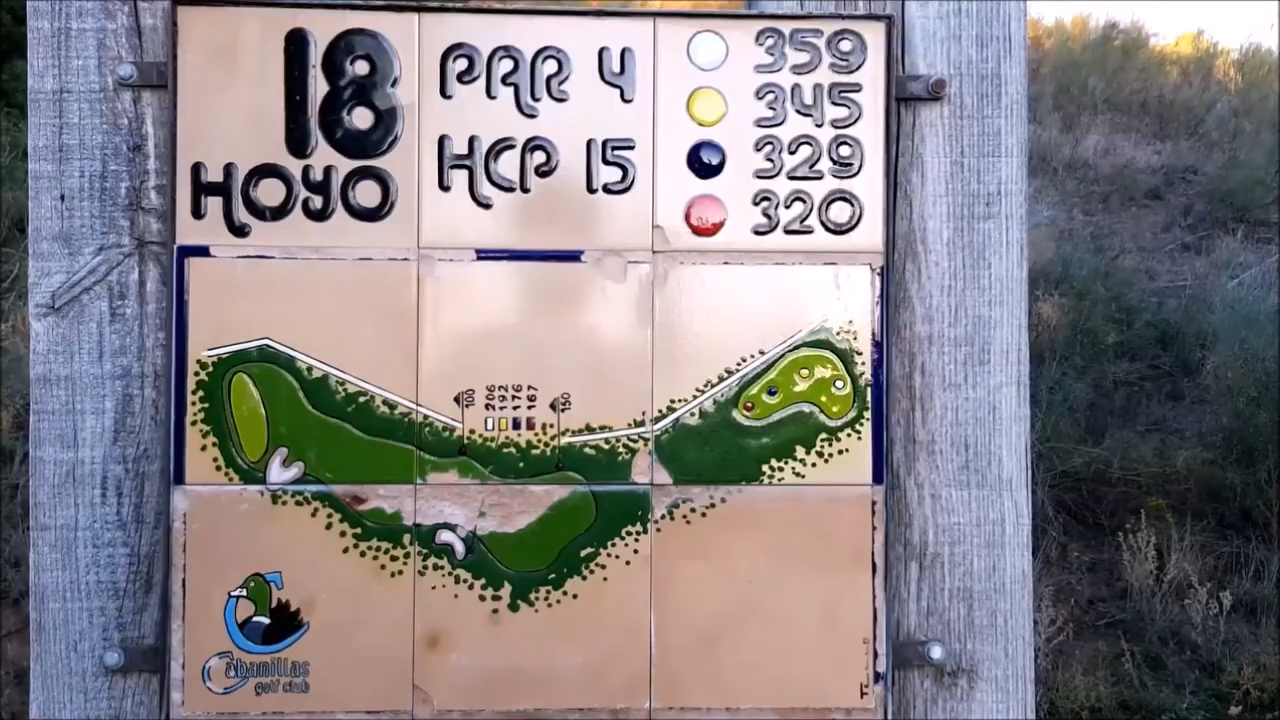 18
HOYO
PAR 4
HCP 15
359
345
329
320
100
206
192
176
167
150
Cabanillas
golf club